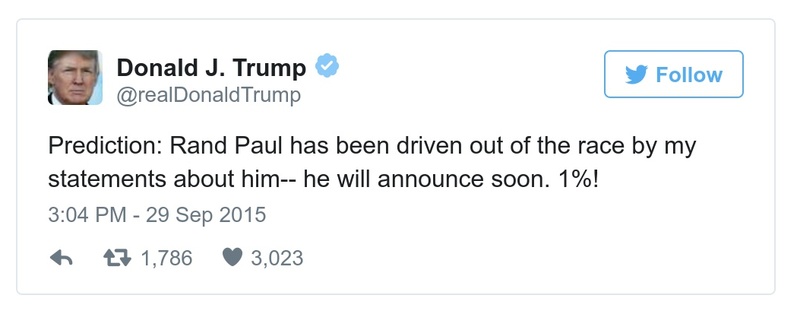 Donald J. Trump
@realDonaldTrump
Follow
Prediction: Rand Paul has been driven out of the race by my
statements about him-- he will announce soon. 1%!
3:04 PM - 29 Sep 2015
1,786 3,023